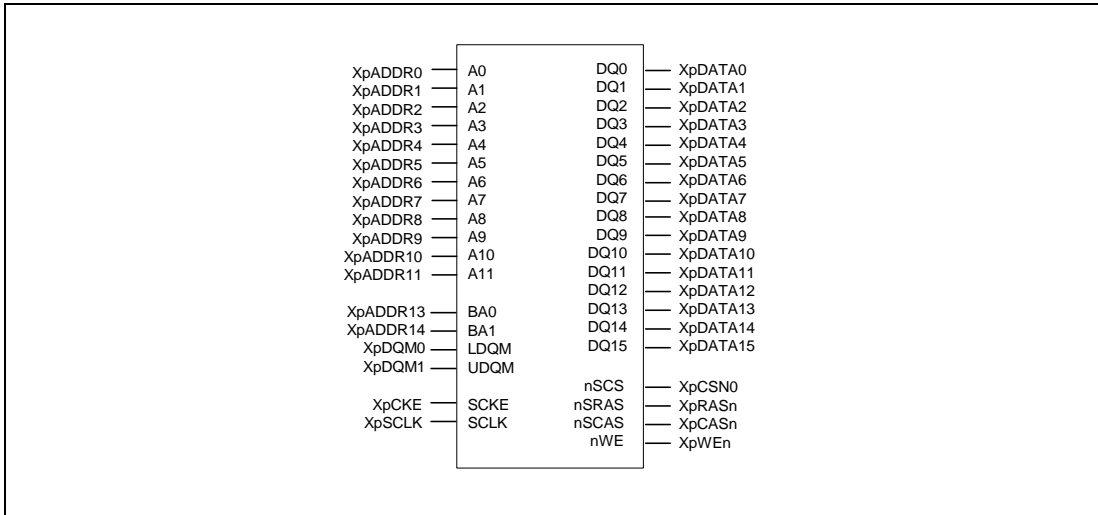 XpADDR0 A0 DQ0 XpDATA0
XpADDR1 A1 DQ1 XpDATA1
XpADDR2 A2 DQ2 XpDATA2
XpADDR3 A3 DQ3 XpDATA3
XpADDR4 A4 DQ4 XpDATA4
XpADDR5 A5 DQ5 XpDATA5
XpADDR6 A6 DQ6 XpDATA6
XpADDR7 A7 DQ7 XpDATA7
XpADDR8 A8 DQ8 XpDATA8
XpADDR9 A9 DQ9 XpDATA9
XpADDR10 A10 DQ10 XpDATA10
XpADDR11 A11 DQ11 XpDATA11
DQ12 XpDATA12
XpADDR13 BA0 DQ13 XpDATA13
XpADDR14 BA1 DQ14 XpDATA14
XpDQM0 LDQM DQ15 XpDATA15
XpDQM1 UDQM
nSCS XpCSN0
XpCKE SCKE nSRAS XpRASn
XpSCLK SCLK nSCAS XpCASn
nWE XpWEn